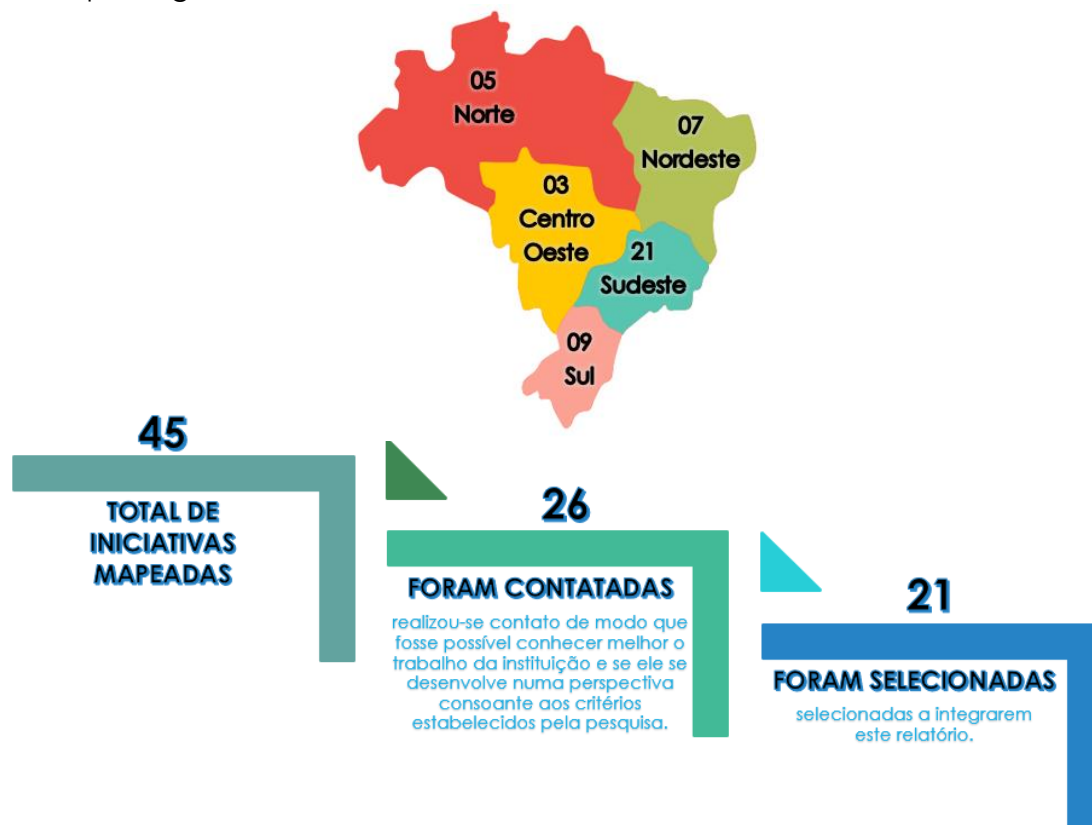 05
Norte
07
Nordeste
03
Centro
Oeste
21
Sudeste
09
Sul
45
TOTAL DE
INICIATIVAS
MAPEADAS
26
FORAM CONTATADAS
realizou-se contato de modo que
fosse possível conhecer melhor o
trabalho da instituição e se ele se
desenvolve numa perspectiva
consoante aos critérios
estabelecidos pela pesquisa.
21
FORAM SELECIONADAS
selecionadas a integrarem
este relatório.